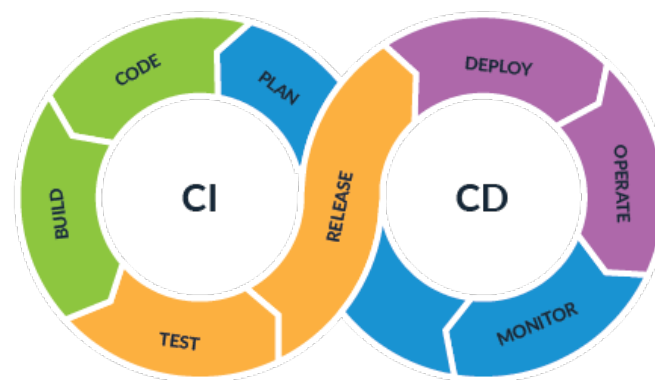 CODE
PLAN
BUILD
CI
TEST
RELEASE
DEPLOY
OPERATE
CD
MONITOR